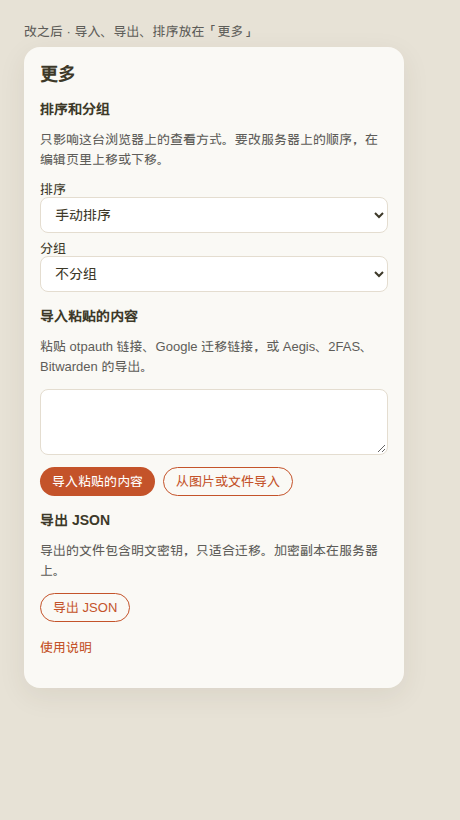 改之后 · 导入、导出、排序放在「更多」
更多
排序和分组
只影响这台浏览器上的查看方式。要改服务器上的顺序，在
编辑页里上移或下移。
排序
手动排序
分组
不分组
导入粘贴的内容
粘贴 otpauth 链接、Google 迁移链接，或 Aegis、2FAS、
Bitwarden 的导出。
导入粘贴的内容
从图片或文件导入
导出 JSON
导出的文件包含明文密钥，只适合迁移。加密副本在服务器
上。
导出 JSON
使用说明